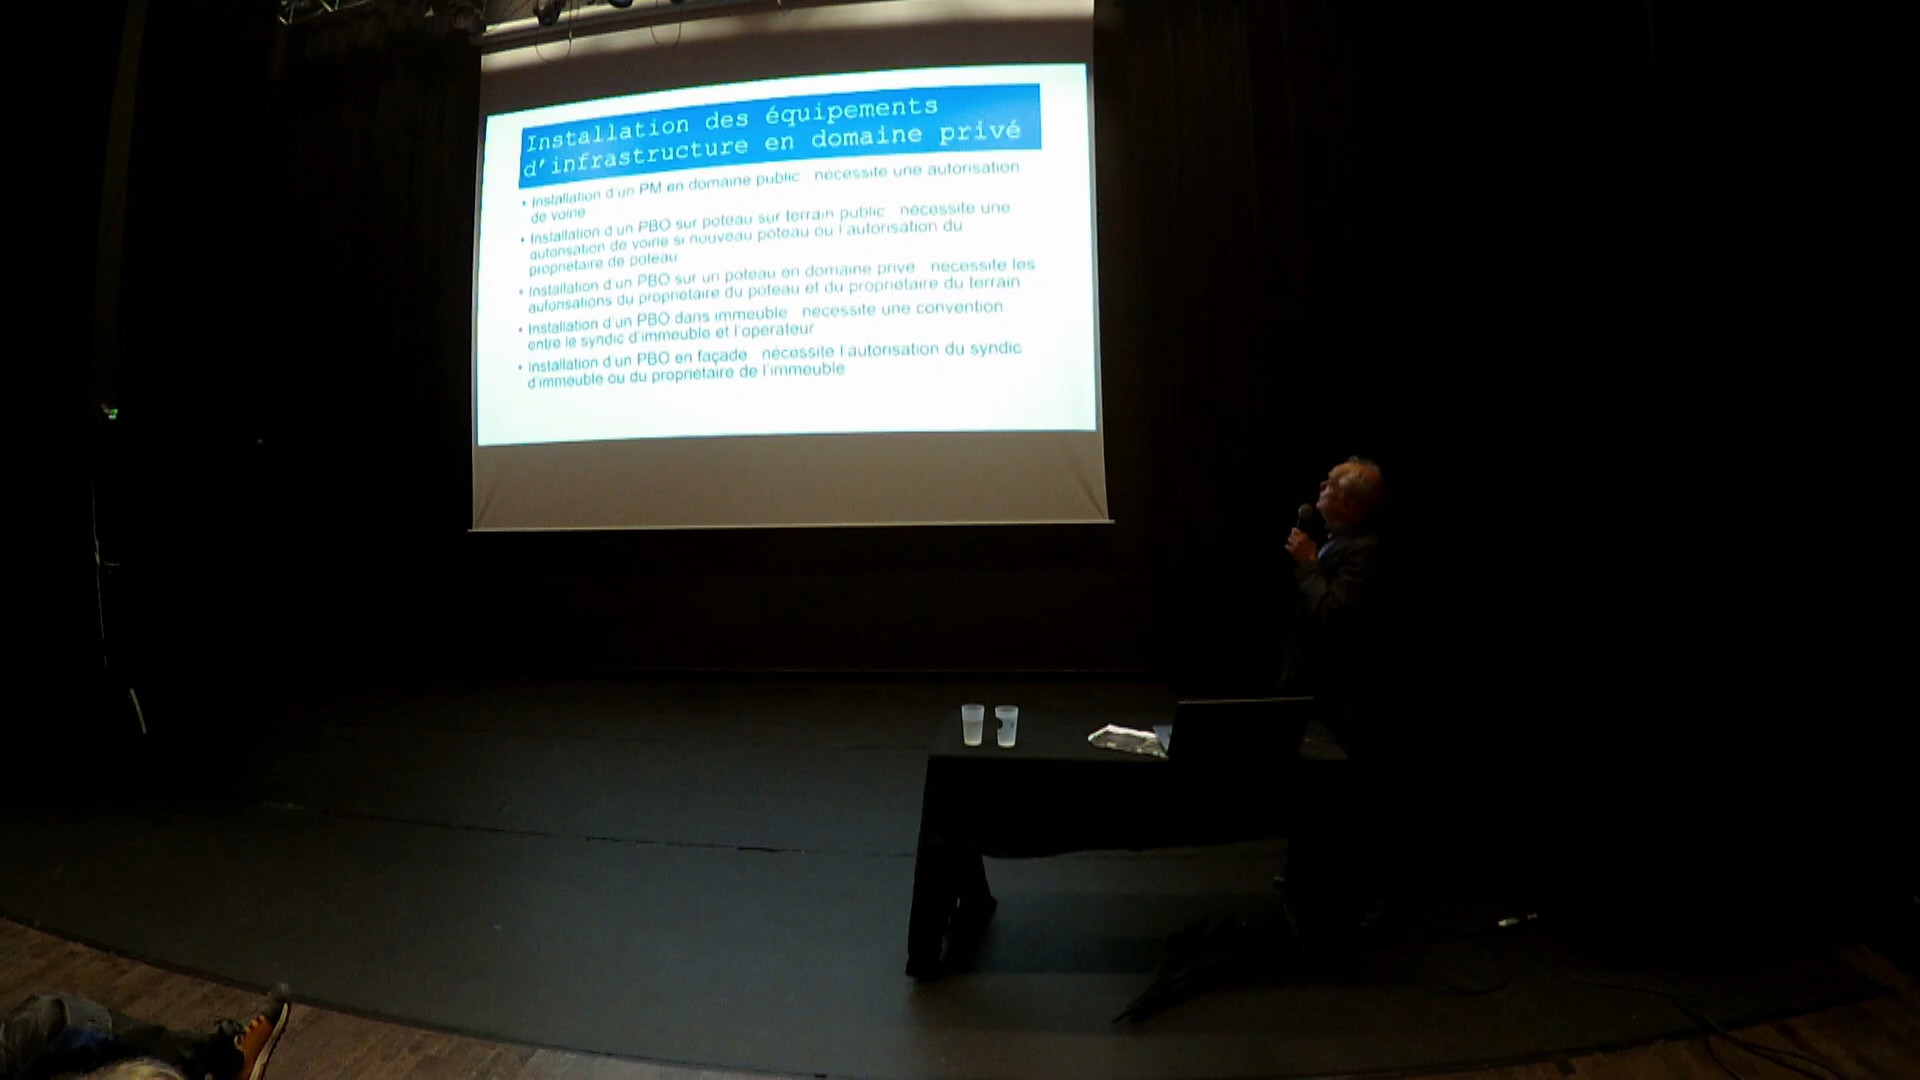 Installation des équipements
d'infrastructure en domaine privé
• Installation d'un PM en domaine public nécessite une autorisation
de voirie
• Installation d'un PBO sur poteau sur terrain public nécessite une
autorisation de voirie si nouveau poteau ou l'autorisation du
propriétaire de poteau
• Installation d'un PBO sur un poteau en domaine privé nécessite les
autorisations du propriétaire du poteau et du propriétaire du terrain
• Installation d'un PBO dans immeuble nécessite une convention
entre le syndic d'immeuble et l'opérateur
• Installation d'un PBO en façade nécessite l'autorisation du syndic
d'immeuble ou du propriétaire de l'immeuble